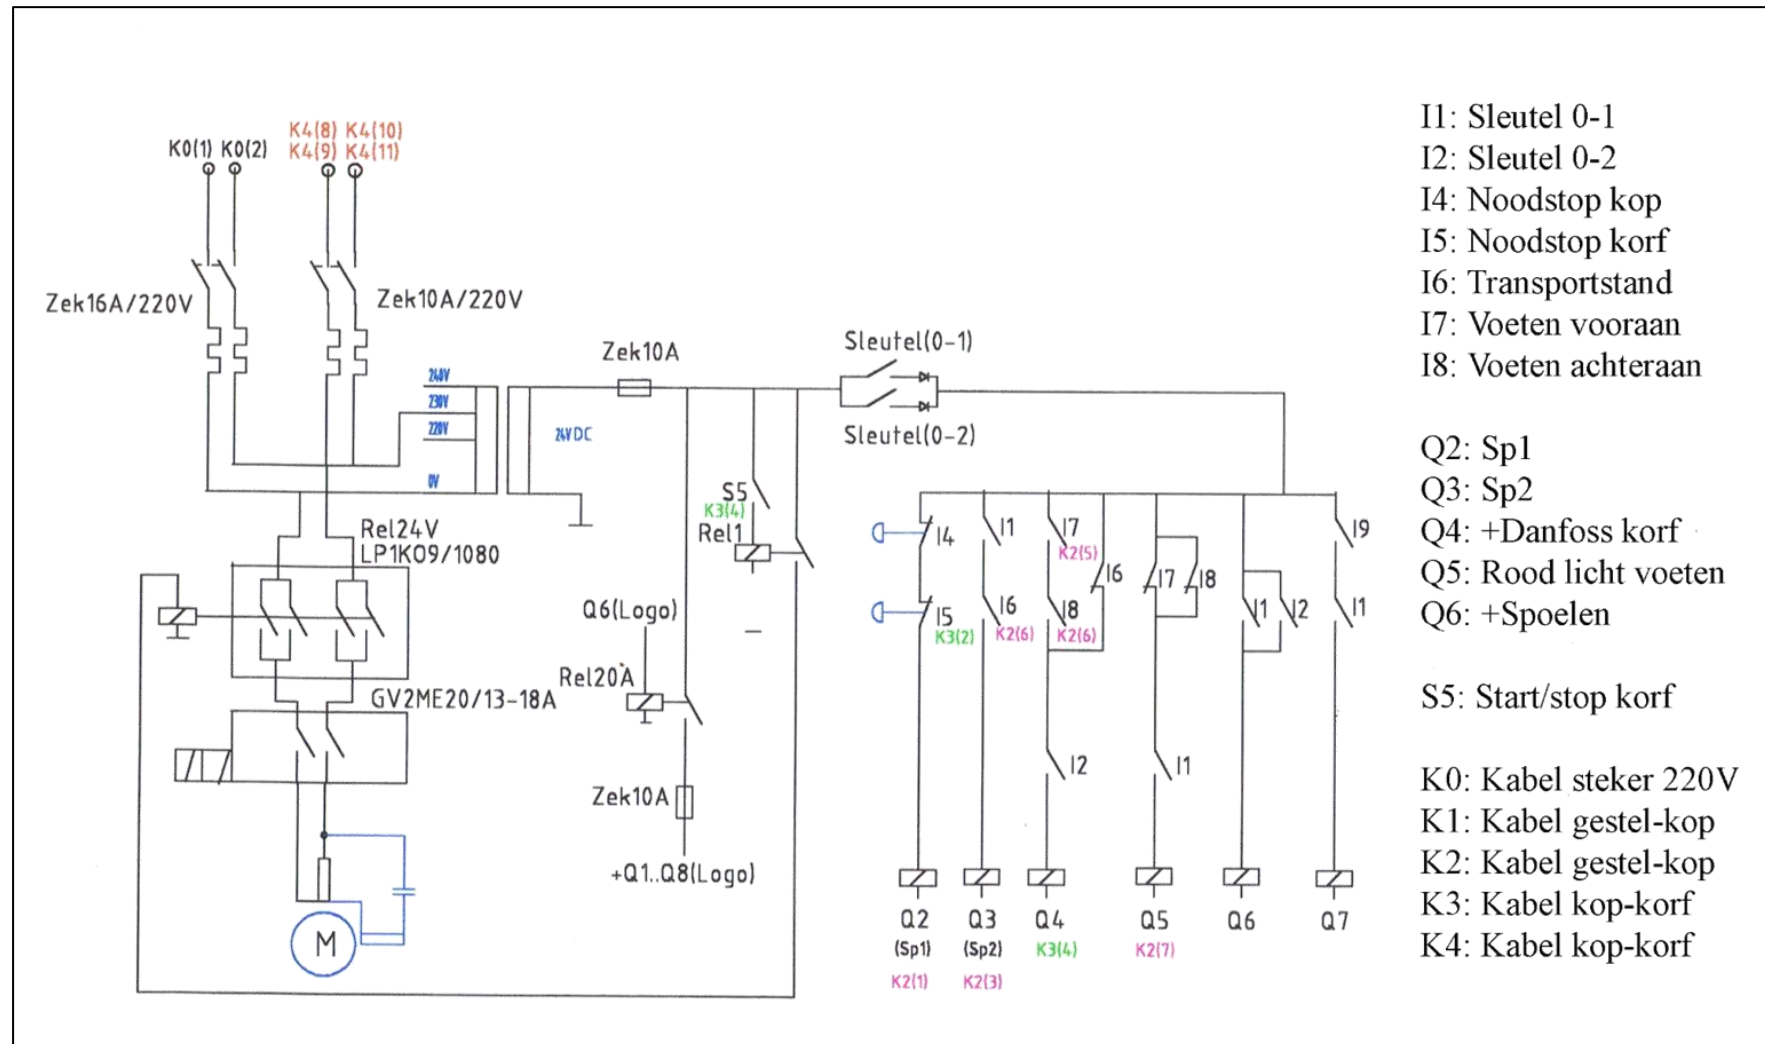 K4(8) K4(10)
K0(1) K0(2) K4(9) K4(11)
Zek16A/220V
Zek10A/220V
240V
230V
220V
0V
24V DC
Zek10A
Sleutel(0-1)
Sleutel(0-2)
Rel24V
LP1K09/1080
GV2ME20/13-18A
M
S5
K3(4)
Rel1
Q6(Logo)
Rel20A
Zek10A
+Q1..Q8(Logo)
I4
I1
I7
K2(5)
I6
I7
I8
I9
I5
K3(2)
I6
K2(6)
I8
K2(6)
I1
I2
I1
I2
I1
Q2
Q3
Q4
Q5
Q6
Q7
(Sp1)
(Sp2)
K3(4)
K2(7)
K2(1)
K2(3)
I1: Sleutel 0-1
I2: Sleutel 0-2
I4: Noodstop kop
I5: Noodstop korf
I6: Transportstand
I7: Voeten vooraan
I8: Voeten achteraan
Q2: Sp1
Q3: Sp2
Q4: +Danfoss korf
Q5: Rood licht voeten
Q6: +Spoelen
S5: Start/stop korf
K0: Kabel steker 220V
K1: Kabel gestel-kop
K2: Kabel gestel-kop
K3: Kabel kop-korf
K4: Kabel kop-korf